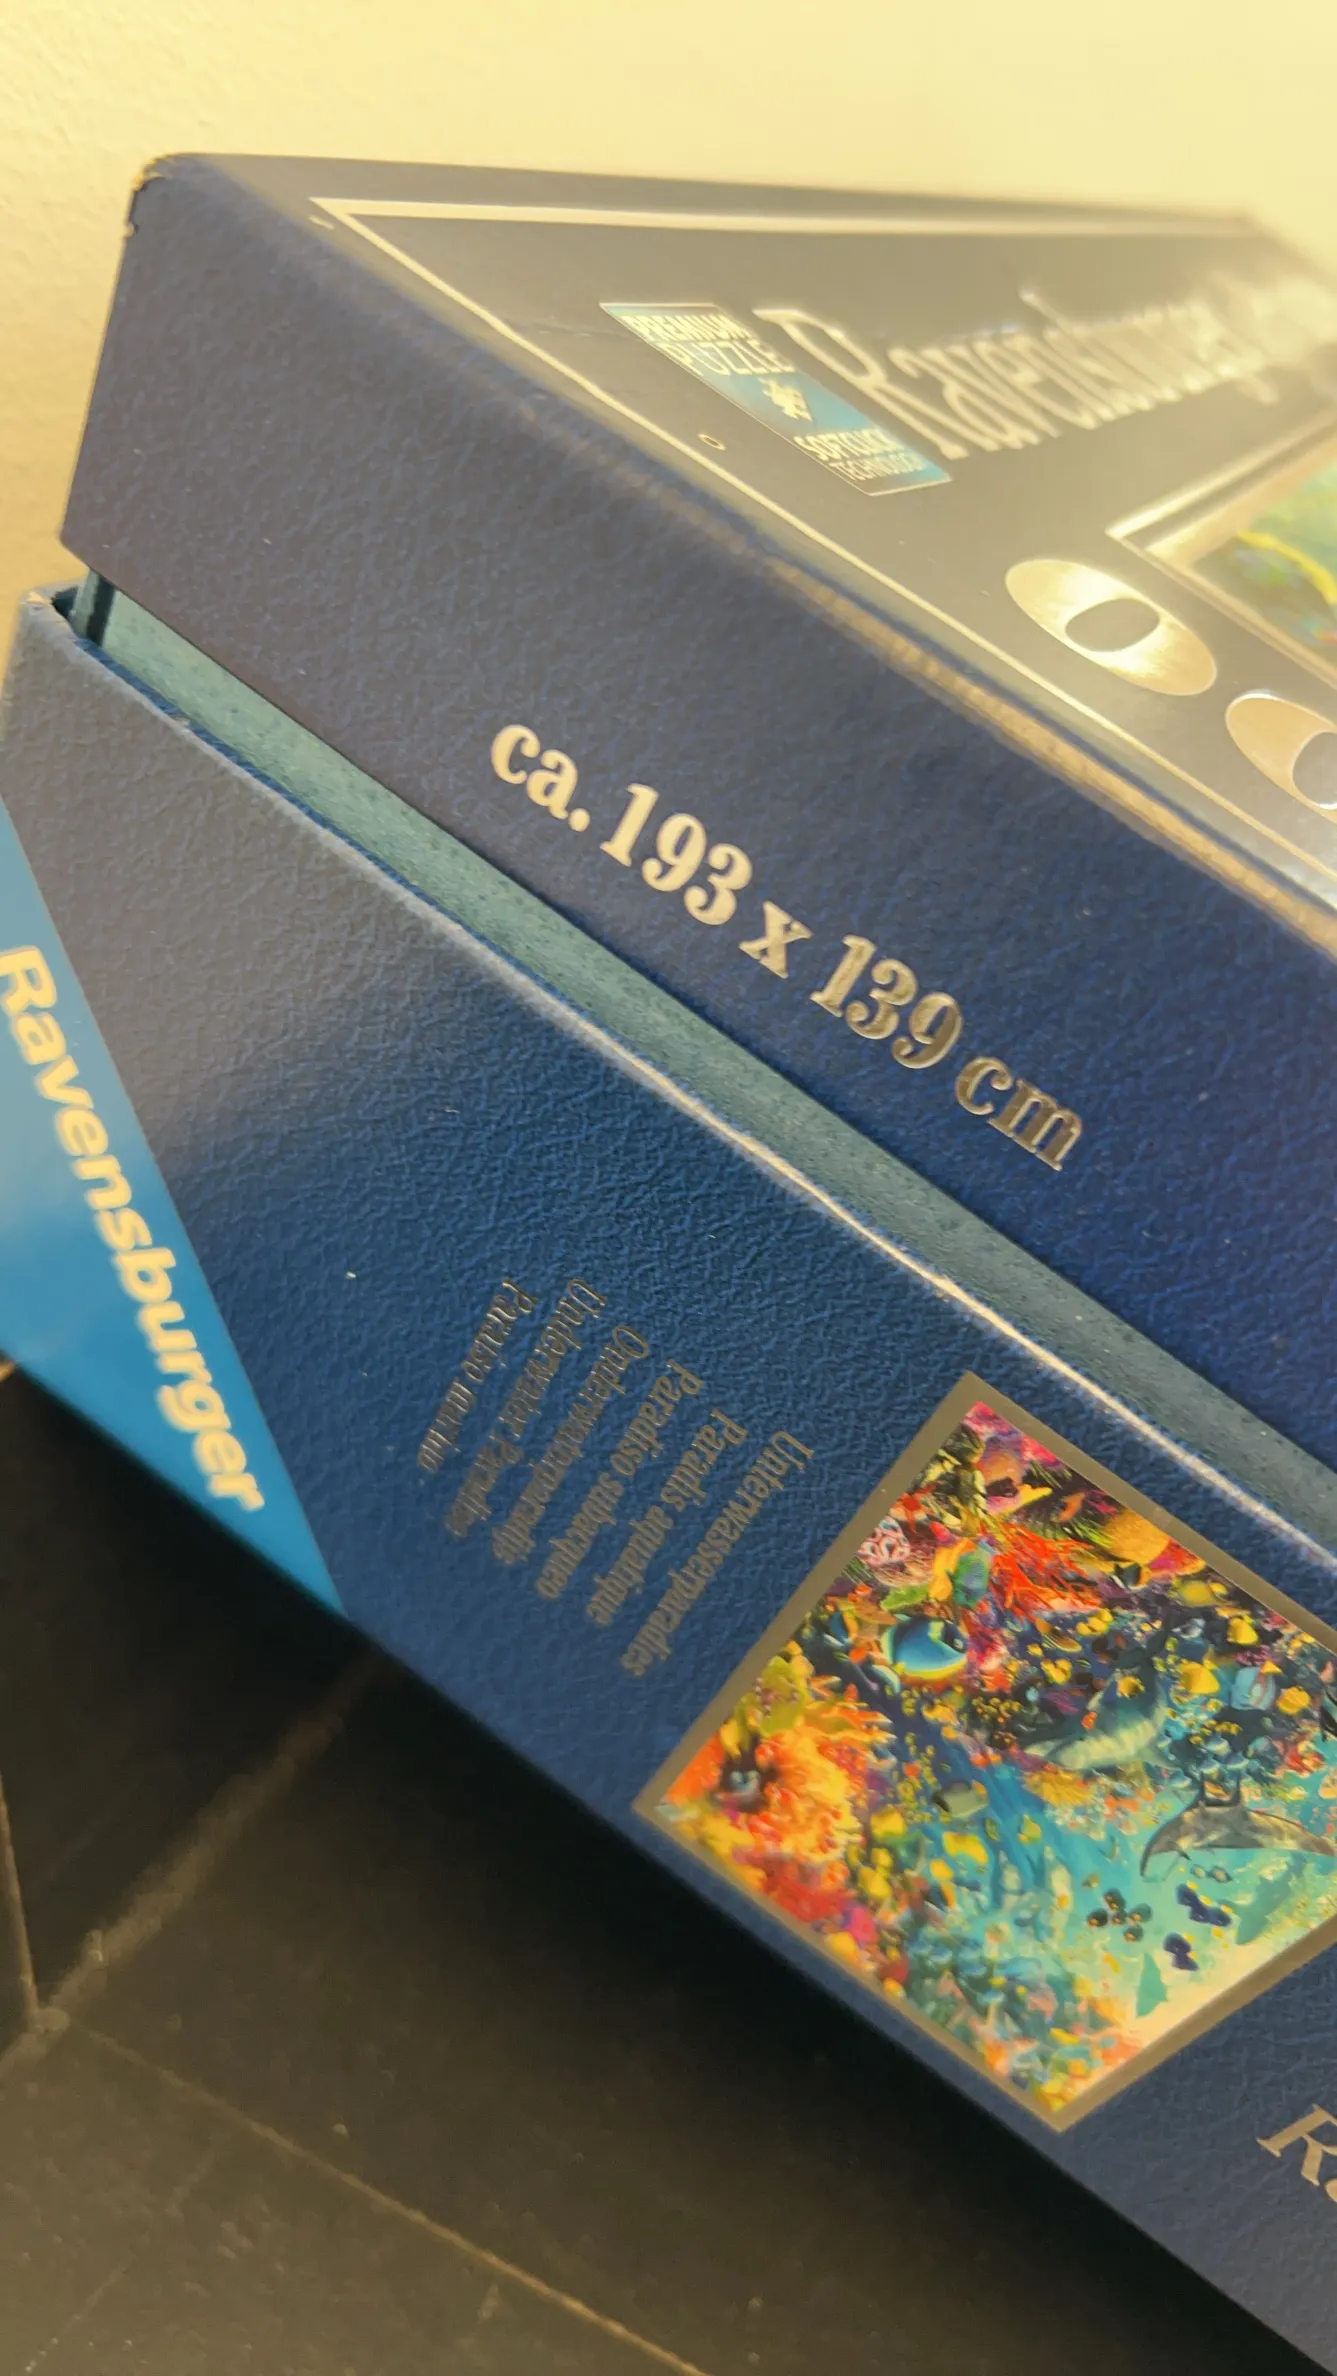 PREMIUM
PUZZLE
SOFTCLICK
TECHNOLOGY
Ravensburger
00
ca. 193 x 139 cm
Ravensburger
Unterwasserparadies
Paradis aquatique
Paradiso subacqueo
Onderwaterparadijs
Underwater Paradise
Paraíso marino